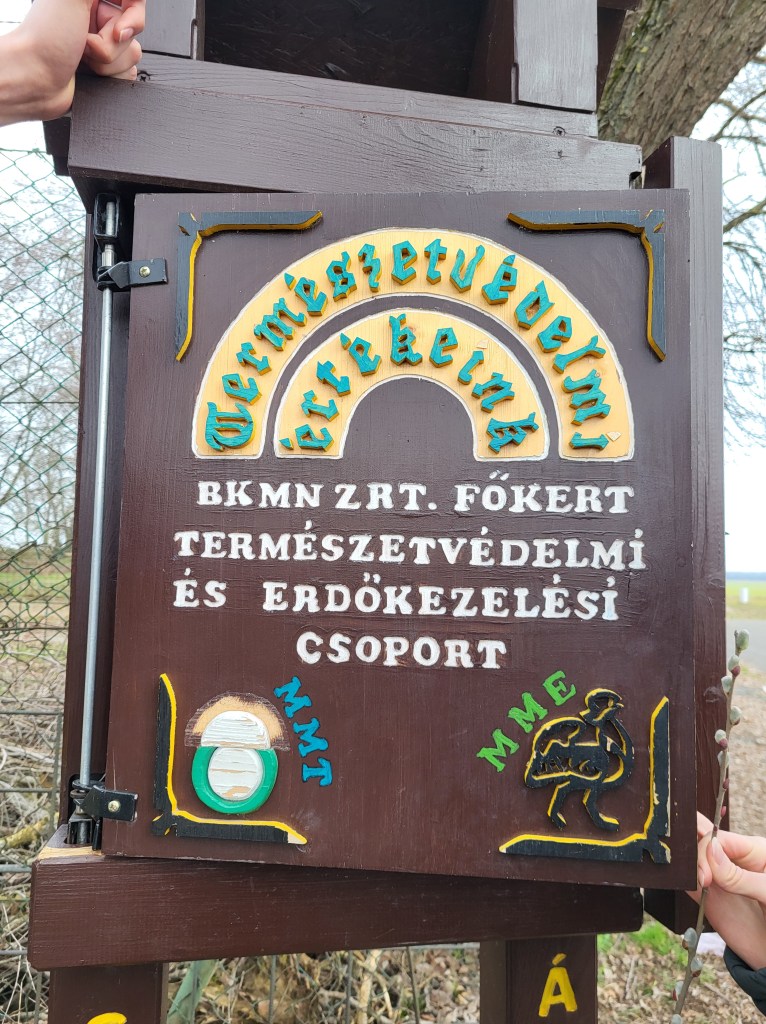 Természetvédelmi
értékeink
BKMN ZRT. FŐKERT
TERMÉSZETVÉDELMI
ÉS ERDŐKEZELÉSI
CSOPORT
MMT
MME
Á